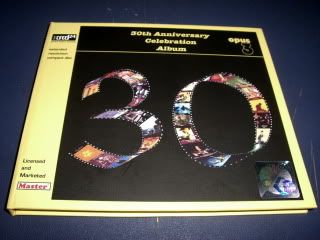 XRCD24
extended
resolution
compact disc
30th Anniversary
Celebration
Album
opus
3
30
Licensed
and
Marketed
Master